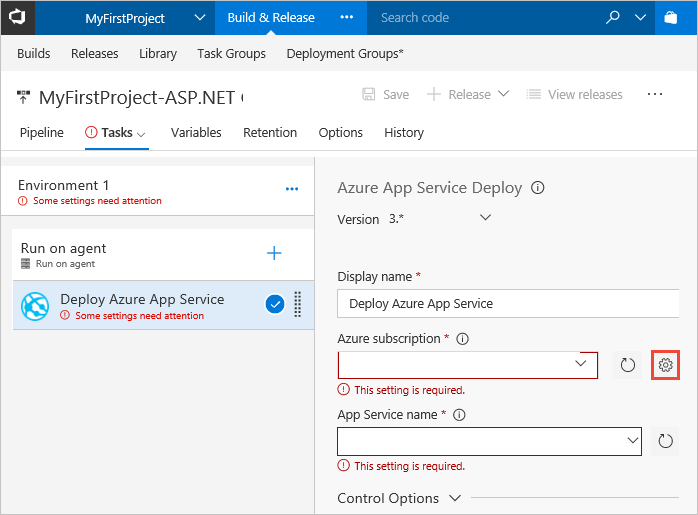 MyFirstProject
Build & Release
Search code
Builds Releases Library Task Groups Deployment Groups*
MyFirstProject-ASP.NET
Save
Release
View releases
Pipeline Tasks Variables Retention Options History
Environment 1
Some settings need attention
Run on agent
Run on agent
Deploy Azure App Service
Some settings need attention
Azure App Service Deploy
Version 3.*
Display name *
Deploy Azure App Service
Azure subscription *
This setting is required.
App Service name *
This setting is required.
Control Options